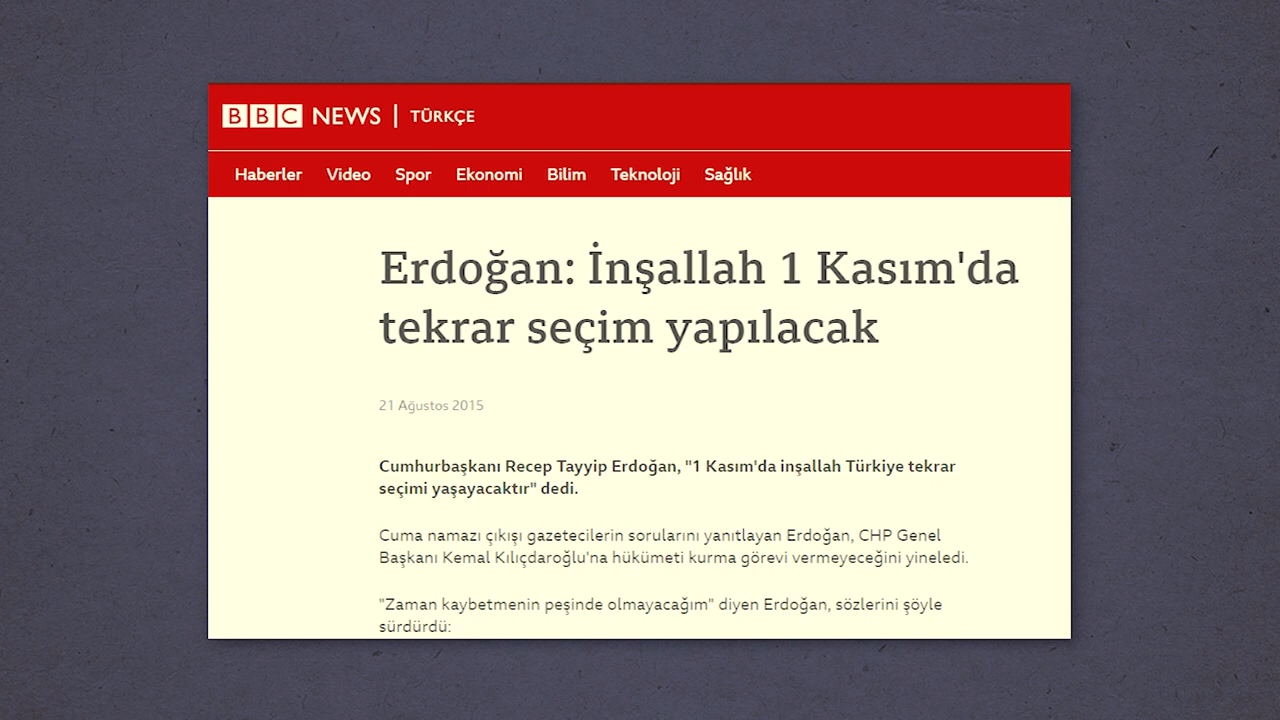 BBC NEWS | TÜRKÇE
Haberler Video Spor Ekonomi Bilim Teknoloji Sağlık
Erdoğan: İnşallah 1 Kasım'da
tekrar seçim yapılacak
21 Ağustos 2015
Cumhurbaşkanı Recep Tayyip Erdoğan, "1 Kasım'da inşallah Türkiye tekrar
seçimi yaşayacaktır" dedi.
Cuma namazı çıkışı gazetecilerin sorularını yanıtlayan Erdoğan, CHP Genel
Başkanı Kemal Kılıçdaroğlu'na hükümeti kurma görevi vermeyeceğini yineledi.
"Zaman kaybetmenin peşinde olmayacağım" diyen Erdoğan, sözlerini şöyle
sürdürdü: